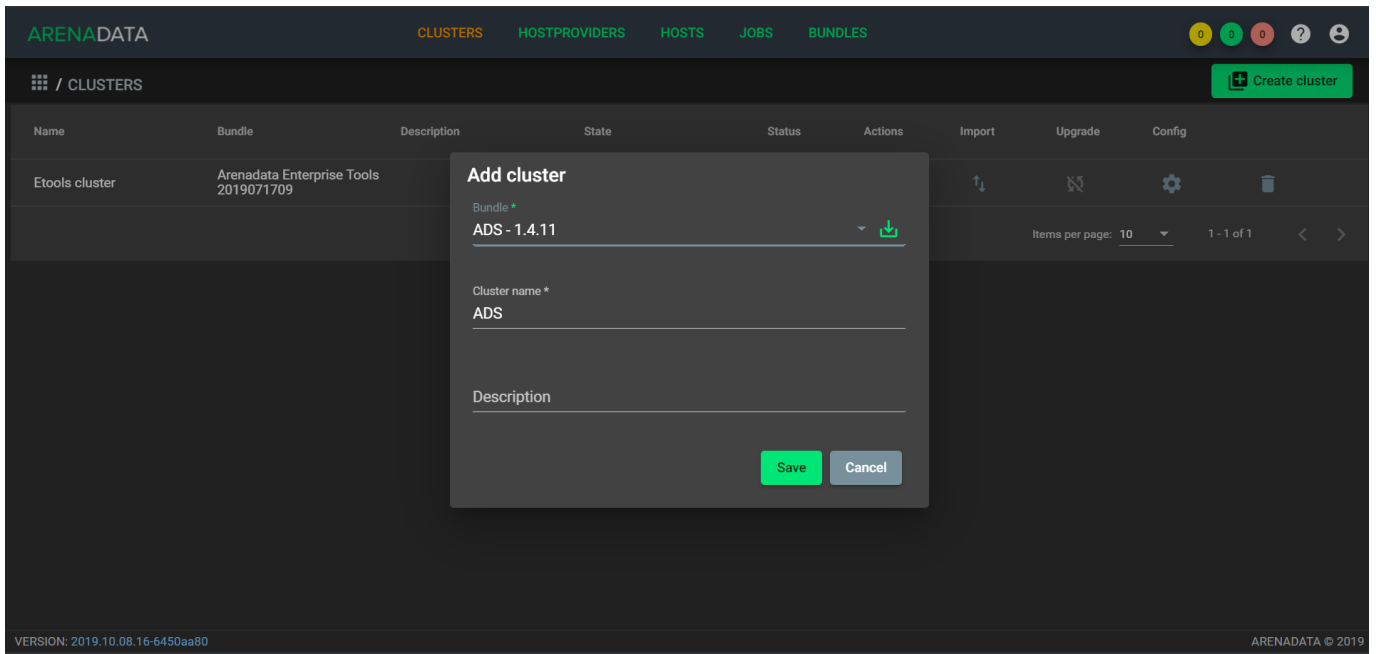 ARENADATA CLUSTERS HOSTPROVIDERS HOSTS JOBS BUNDLES 0 0 0 ?
/ CLUSTERS Create cluster
Name Bundle Description State Status Actions Import Upgrade Config
Etools cluster Arenadata Enterprise Tools
2019071709
Items per page: 10 1 - 1 of 1
Add cluster
Bundle *
ADS - 1.4.11
Cluster name *
ADS
Description
Save Cancel
VERSION: 2019.10.08.16-6450aa80 ARENADATA © 2019